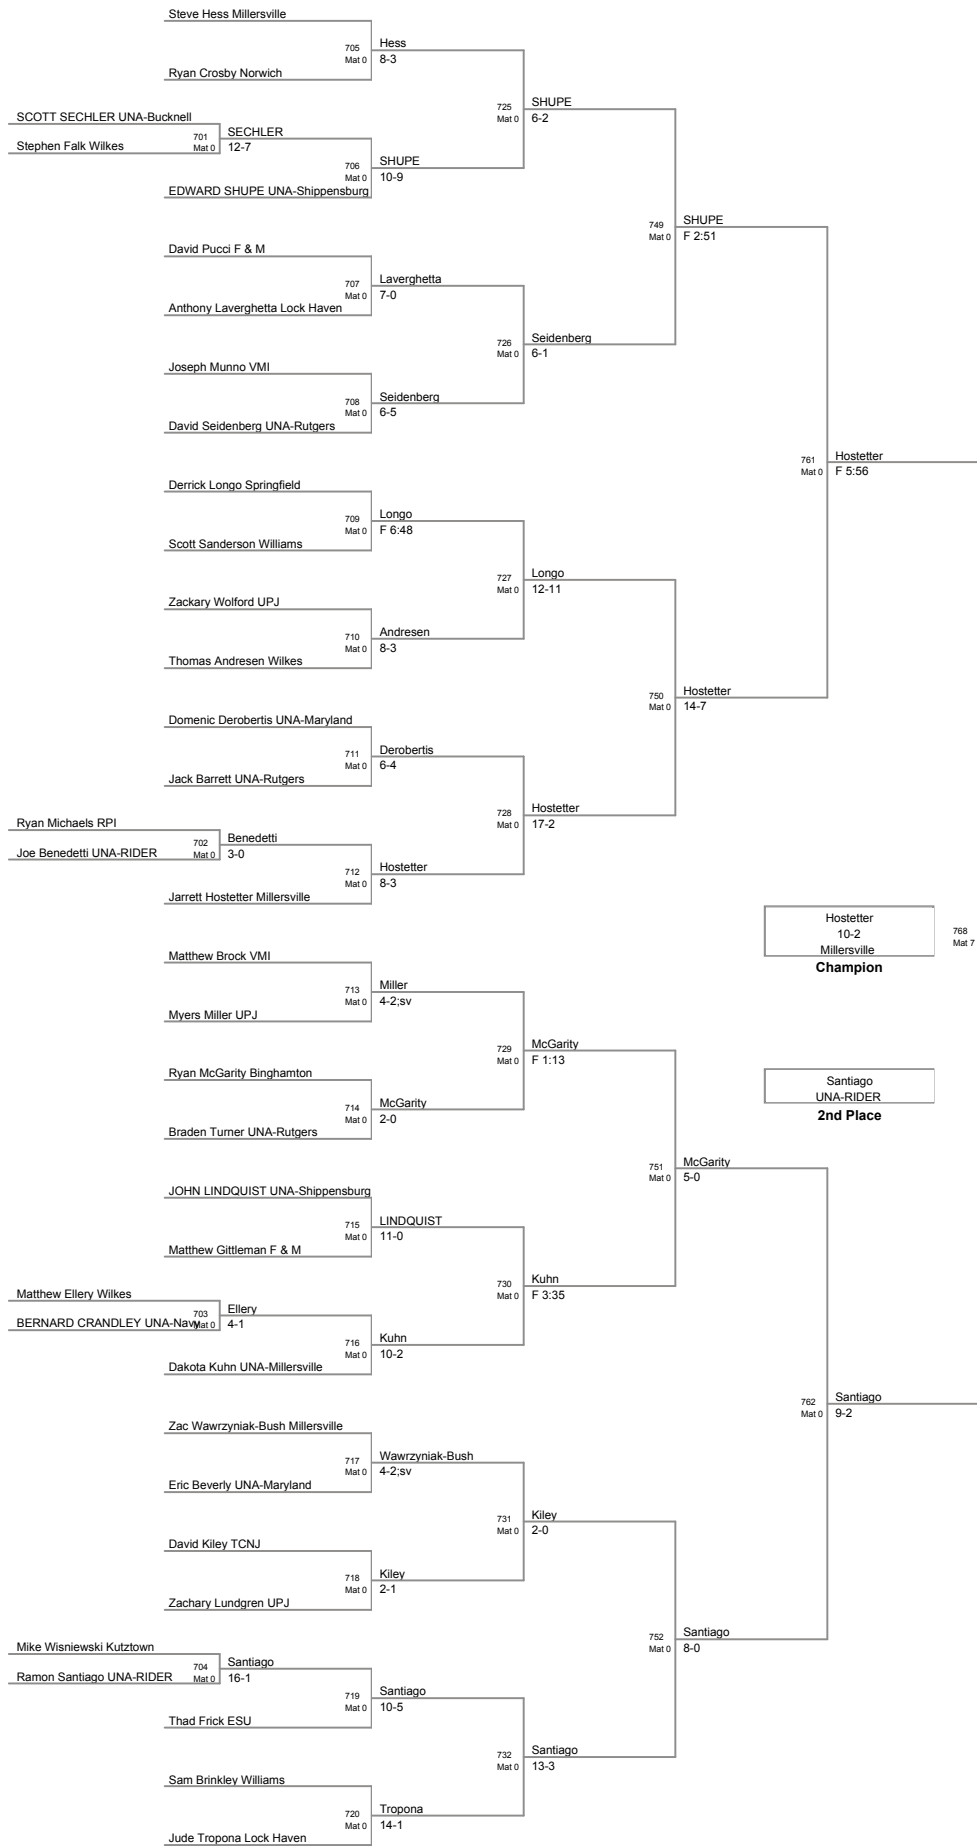 Steve Hess Millersville
705 Hess
Mat 0 8-3
Ryan Crosby Norwich
725 SHUPE
Mat 0 6-2
SCOTT SECHLER UNA-Bucknell
701 SECHLER
Stephen Falk Wilkes Mat 0 12-7
706 SHUPE
Mat 0 10-9
EDWARD SHUPE UNA-Shippensburg
749 SHUPE
Mat 0 F 2:51
David Pucci F & M
707 Laverghetta
Mat 0 7-0
Anthony Laverghetta Lock Haven
726 Seidenberg
Mat 0 6-1
Joseph Munno VMI
708 Seidenberg
Mat 0 6-5
David Seidenberg UNA-Rutgers
761 Hostetter
Mat 0 F 5:56
Derrick Longo Springfield
709 Longo
Mat 0 F 6:48
Scott Sanderson Williams
727 Longo
Mat 0 12-11
Zackary Wolford UPJ
710 Andresen
Mat 0 8-3
Thomas Andresen Wilkes
750 Hostetter
Mat 0 14-7
Domenic Derobertis UNA-Maryland
711 Derobertis
Mat 0 6-4
Jack Barrett UNA-Rutgers
728 Hostetter
Mat 0 17-2
Ryan Michaels RPI
702 Benedetti
Joe Benedetti UNA-RIDER Mat 0 3-0
712 Hostetter
Mat 0 8-3
Jarrett Hostetter Millersville
Hostetter
10-2
Millersville
Champion
768
Mat 7
Matthew Brock VMI
713 Miller
Mat 0 4-2;sv
Myers Miller UPJ
729 McGarity
Mat 0 F 1:13
Ryan McGarity Binghamton
714 McGarity
Mat 0 2-0
Braden Turner UNA-Rutgers
Santiago
UNA-RIDER
2nd Place
751 McGarity
Mat 0 5-0
JOHN LINDQUIST UNA-Shippensburg
715 LINDQUIST
Mat 0 11-0
Matthew Gittleman F & M
730 Kuhn
Mat 0 F 3:35
Matthew Ellery Wilkes
703 Ellery
BERNARD CRANDLEY UNA-Navy Mat 0 4-1
716 Kuhn
Mat 0 10-2
Dakota Kuhn UNA-Millersville
762 Santiago
Mat 0 9-2
Zac Wawrzyniak-Bush Millersville
717 Wawrzyniak-Bush
Mat 0 4-2;sv
Eric Beverly UNA-Maryland
731 Kiley
Mat 0 2-0
David Kiley TCNJ
718 Kiley
Mat 0 2-1
Zachary Lundgren UPJ
752 Santiago
Mat 0 8-0
Mike Wisniewski Kutztown
704 Santiago
Ramon Santiago UNA-RIDER Mat 0 16-1
719 Santiago
Mat 0 10-5
Thad Frick ESU
732 Santiago
Mat 0 13-3
Sam Brinkley Williams
720 Tropona
Mat 0 14-1
Jude Tropona Lock Haven